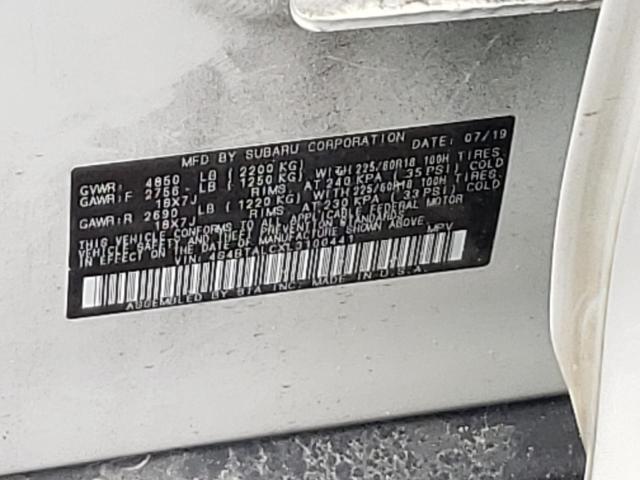 MFD BY SUBARU CORPORATION DATE: 07/19
GVWR: 4850 LB (2200 KG)
GAWR:F 2756 LB (1250 KG) WITH 225/60R18 100H TIRES,
18X7J RIMS, AT 240 KPA (35 PSI) COLD
GAWR:R 2690 LB (1220 KG) WITH 225/60R18 100H TIRES,
18X7J RIMS, AT 230 KPA (33 PSI) COLD
THIS VEHICLE CONFORMS TO ALL APPLICABLE FEDERAL MOTOR
VEHICLE SAFETY AND STANDARDS
IN EFFECT ON THE DATE OF MANUFACTURE SHOWN ABOVE.
VIN: 4S4BTALCXL3100441 MPV
ASSEMBLED BY SIA INC. MADE IN U.S.A.